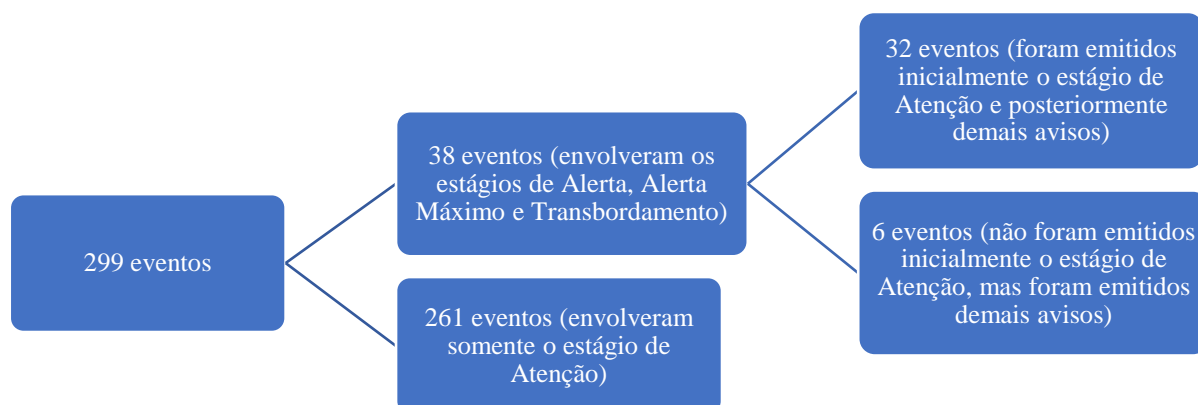 299 eventos
38 eventos (envolveram os
estágios de Alerta, Alerta
Máximo e Transbordamento)
261 eventos (envolveram
somente o estágio de
Atenção)
32 eventos (foram emitidos
inicialmente o estágio de
Atenção e posteriormente
demais avisos)
6 eventos (não foram emitidos
inicialmente o estágio de
Atenção, mas foram emitidos
demais avisos)